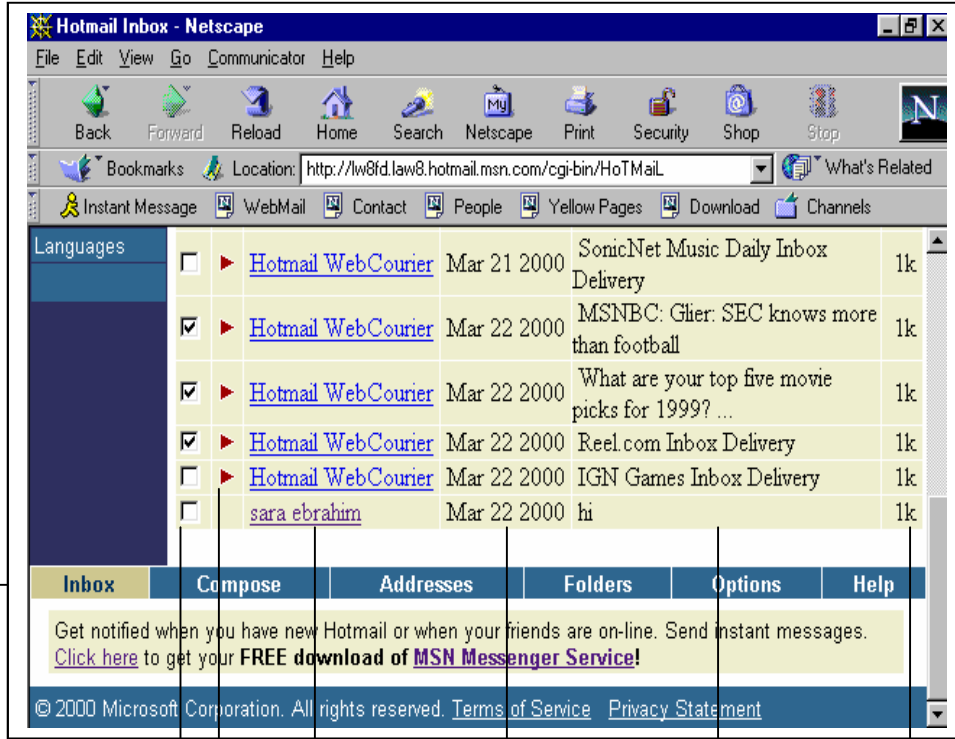 Hotmail Inbox - Netscape
File Edit View Go Communicator Help
My
N
Back Forward Reload Home Search Netscape Print Security Shop Stop
Bookmarks Location: http://lw8fd.law8.hotmail.msn.com/cgi-bin/HoTMaiL What's Related
Instant Message WebMail Contact People Yellow Pages Download Channels
Languages
Hotmail WebCourier Mar 21 2000 SonicNet Music Daily Inbox
Delivery 1k
Hotmail WebCourier Mar 22 2000 MSNBC: Glier: SEC knows more
than football 1k
Hotmail WebCourier Mar 22 2000 What are your top five movie
picks for 1999? ... 1k
Hotmail WebCourier Mar 22 2000 Reel.com Inbox Delivery 1k
Hotmail WebCourier Mar 22 2000 IGN Games Inbox Delivery 1k
sara ebrahim Mar 22 2000 hi 1k
Inbox Compose Addresses Folders Options Help
Get notified when you have new Hotmail or when your friends are on-line. Send instant messages.
Click here to get your FREE download of MSN Messenger Service!
© 2000 Microsoft Corporation. All rights reserved. Terms of Service Privacy Statement